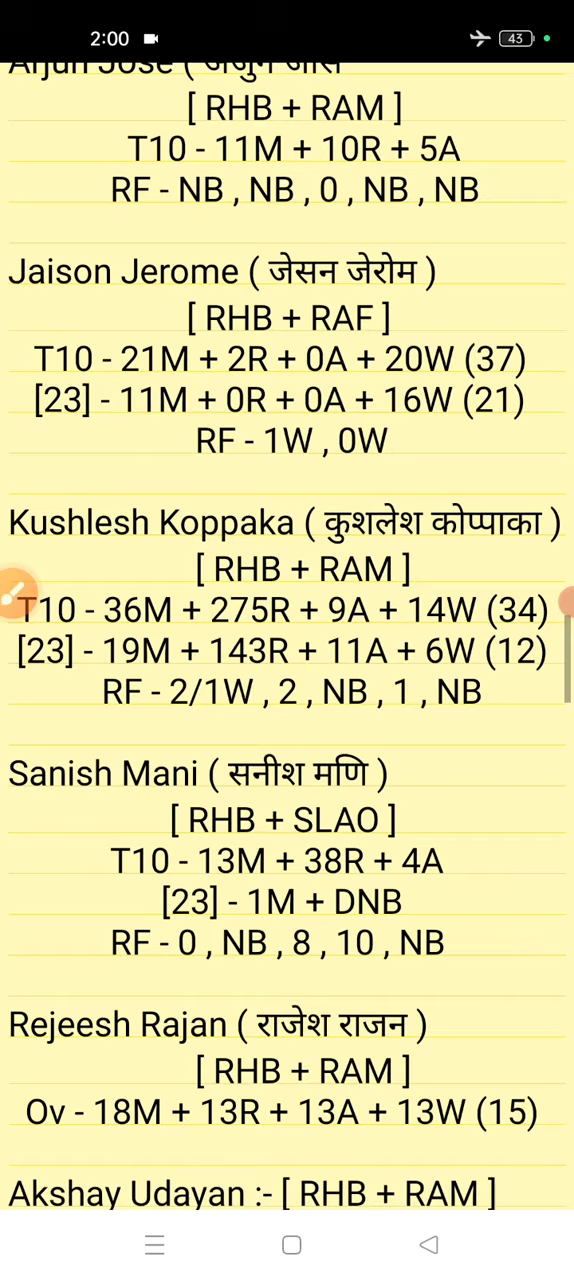 2:00
43
Arjun Jose ( अर्जुन जोस
[ RHB + RAM ]
T10 - 11M + 10R + 5A
RF - NB , NB , 0 , NB , NB
Jaison Jerome ( जेसन जेरोम )
[ RHB + RAF ]
T10 - 21M + 2R + 0A + 20W (37)
[23] - 11M + 0R + 0A + 16W (21)
RF - 1W , 0W
Kushlesh Koppaka ( कुशलेश कोप्पाका )
[ RHB + RAM ]
T10 - 36M + 275R + 9A + 14W (34)
[23] - 19M + 143R + 11A + 6W (12)
RF - 2/1W , 2 , NB , 1 , NB
Sanish Mani ( सनीश मणि )
[ RHB + SLAO ]
T10 - 13M + 38R + 4A
[23] - 1M + DNB
RF - 0 , NB , 8 , 10 , NB
Rejeesh Rajan ( राजेश राजन )
[ RHB + RAM ]
Ov - 18M + 13R + 13A + 13W (15)
Akshay Udayan :- [ RHB + RAM ]